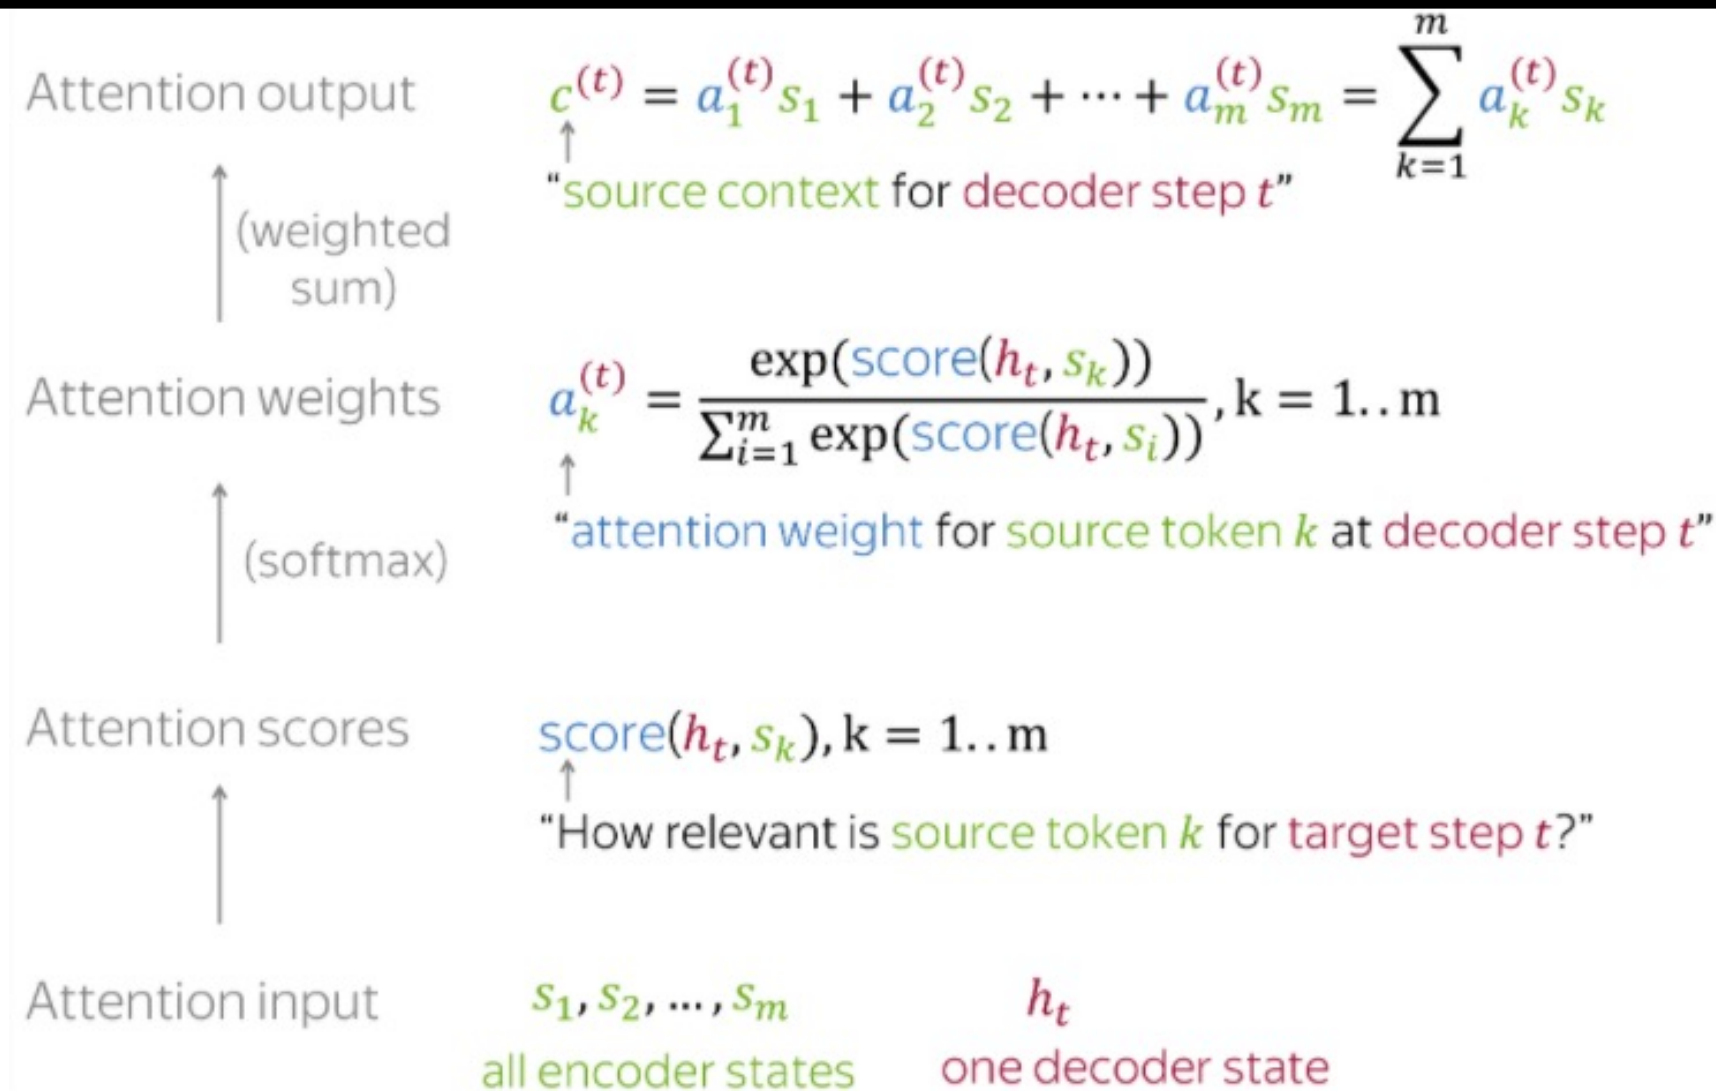 Attention output c^(t) = a_1^(t) s_1 + a_2^(t) s_2 + ⋯ + a_m^(t) s_m = ∑_{k=1}^{m} a_k^(t) s_k
“source context for decoder step t”
(weighted
sum)
Attention weights a_k^(t) = exp(score(h_t, s_k)) / ∑_{i=1}^{m} exp(score(h_t, s_i)), k = 1..m
“attention weight for source token k at decoder step t”
(softmax)
Attention scores score(h_t, s_k), k = 1..m
“How relevant is source token k for target step t?”
Attention input s_1, s_2, ..., s_m h_t
all encoder states one decoder state